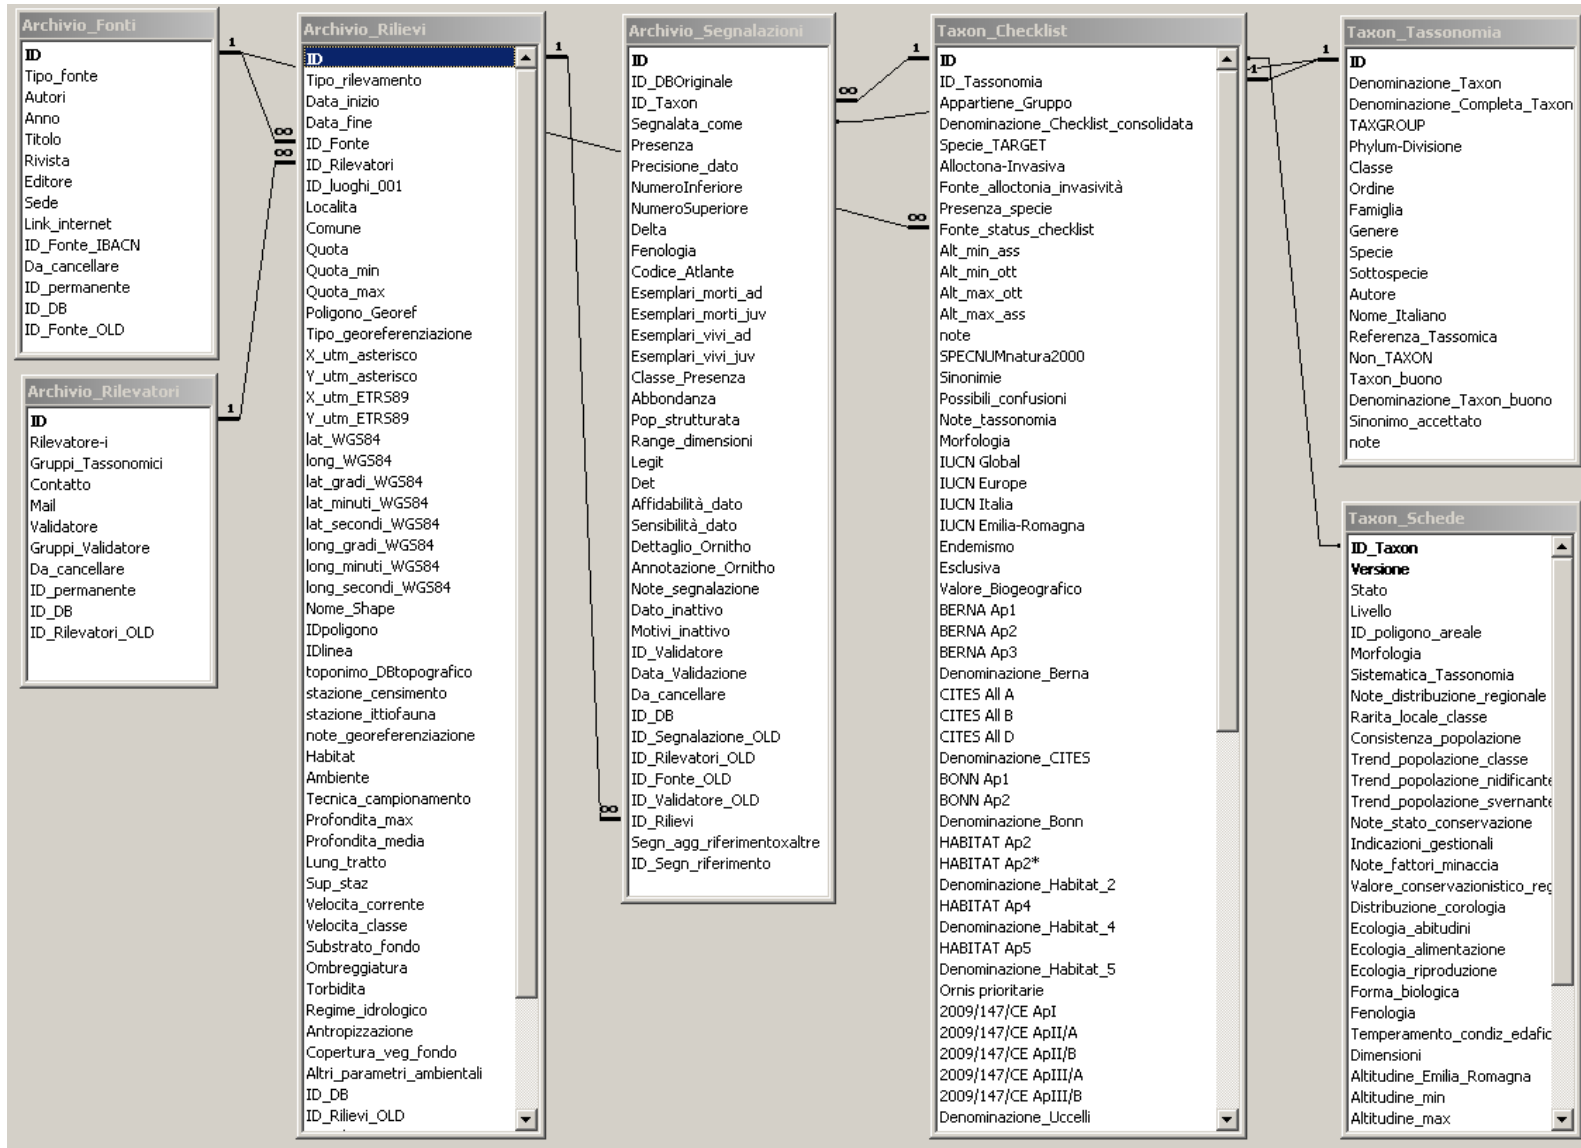 Archivio_Fonti
ID
Tipo_fonte
Autori
Anno
Titolo
Rivista
Editore
Sede
Link_internet
ID_Fonte_IBACN
Da_cancellare
ID_permanente
ID_DB
ID_Fonte_OLD
Archivio_Rilevatori
ID
Rilevatore-i
Gruppi_Tassonomici
Contatto
Mail
Validatore
Gruppi_Validatore
Da_cancellare
ID_permanente
ID_DB
ID_Rilevatori_OLD
1
1
∞
∞
Archivio_Rilievi
ID
Tipo_rilevamento
Data_inizio
Data_fine
ID_Fonte
ID_Rilevatori
ID_luoghi_001
Localita
Comune
Quota
Quota_min
Quota_max
Poligono_Georef
Tipo_georeferenziazione
X_utm_asterisco
Y_utm_asterisco
X_utm_ETRS89
Y_utm_ETRS89
lat_WGS84
long_WGS84
lat_gradi_WGS84
lat_minuti_WGS84
lat_secondi_WGS84
long_gradi_WGS84
long_minuti_WGS84
long_secondi_WGS84
Nome_Shape
IDpoligono
IDlinea
toponimo_DBtopografico
stazione_censimento
stazione_ittiofauna
note_georeferenziazione
Habitat
Ambiente
Tecnica_campionamento
Profondita_max
Profondita_media
Lung_tratto
Sup_staz
Velocita_corrente
Velocita_classe
Substrato_fondo
Ombreggiatura
Torbidita
Regime_idrologico
Antropizzazione
Copertura_veg_fondo
Altri_parametri_ambientali
ID_DB
ID_Rilievi_OLD
1
∞
Archivio_Segnalazioni
ID
ID_DBOriginale
ID_Taxon
Segnalata_come
Presenza
Precisione_dato
NumeroInferiore
NumeroSuperiore
Delta
Fenologia
Codice_Atlante
Esemplari_morti_ad
Esemplari_morti_juv
Esemplari_vivi_ad
Esemplari_vivi_juv
Classe_Presenza
Abbondanza
Pop_strutturata
Range_dimensioni
Legit
Det
Affidabilità_dato
Sensibilità_dato
Dettaglio_Ornitho
Annotazione_Ornitho
Note_segnalazione
Dato_inattivo
Motivi_inattivo
ID_Validatore
Data_Validazione
Da_cancellare
ID_DB
ID_Segnalazione_OLD
ID_Rilevatori_OLD
ID_Fonte_OLD
ID_Validatore_OLD
ID_Rilievi
Segn_agg_riferimentoxaltre
ID_Segn_riferimento
∞
1
∞
Taxon_Checklist
ID
ID_Tassonomia
Appartiene_Gruppo
Denominazione_Checklist_consolidata
Specie_TARGET
Alloctona-Invasiva
Fonte_alloctonia_invasività
Presenza_specie
Fonte_status_checklist
Alt_min_ass
Alt_min_ott
Alt_max_ott
Alt_max_ass
note
SPECNUMnatura2000
Sinonimie
Possibili_confusioni
Note_tassonomia
Morfologia
IUCN Global
IUCN Europe
IUCN Italia
IUCN Emilia-Romagna
Endemismo
Esclusiva
Valore_Biogeografico
BERNA Ap1
BERNA Ap2
BERNA Ap3
Denominazione_Berna
CITES All A
CITES All B
CITES All D
Denominazione_CITES
BONN Ap1
BONN Ap2
Denominazione_Bonn
HABITAT Ap2
HABITAT Ap2*
Denominazione_Habitat_2
HABITAT Ap4
Denominazione_Habitat_4
HABITAT Ap5
Denominazione_Habitat_5
Ornis prioritarie
2009/147/CE ApI
2009/147/CE ApII/A
2009/147/CE ApII/B
2009/147/CE ApIII/A
2009/147/CE ApIII/B
Denominazione_Uccelli
1
1
Taxon_Tassonomia
ID
Denominazione_Taxon
Denominazione_Completa_Taxon
TAXGROUP
Phylum-Divisione
Classe
Ordine
Famiglia
Genere
Specie
Sottospecie
Autore
Nome_Italiano
Referenza_Tassomica
Non_TAXON
Taxon_buono
Denominazione_Taxon_buono
Sinonimo_accettato
note
Taxon_Schede
ID_Taxon
Versione
Stato
Livello
ID_poligono_areale
Morfologia
Sistematica_Tassonomia
Note_distribuzione_regionale
Rarita_locale_classe
Consistenza_popolazione
Trend_popolazione_classe
Trend_popolazione_nidificante
Trend_popolazione_svernante
Note_stato_conservazione
Indicazioni_gestionali
Note_fattori_minaccia
Valore_conservazionistico_reg
Distribuzione_corologia
Ecologia_abitudini
Ecologia_alimentazione
Ecologia_riproduzione
Forma_biologica
Fenologia
Temperamento_condiz_edafic
Dimensioni
Altitudine_Emilia_Romagna
Altitudine_min
Altitudine_max